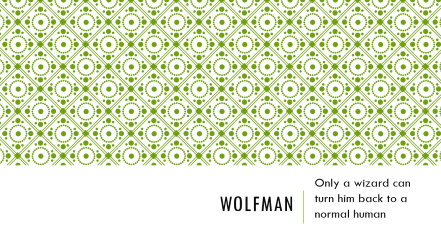 WOLFMAN
Only a wizard can
turn him back to a
normal human